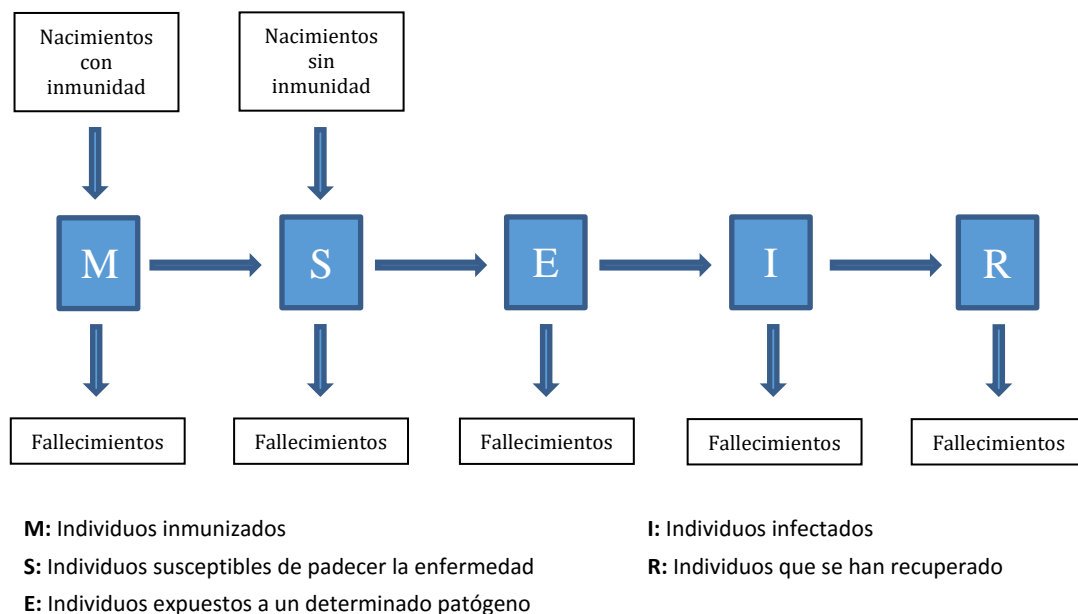 Nacimientos
con
inmunidad
Nacimientos
sin
inmunidad
M
S
E
I
R
Fallecimientos
Fallecimientos
Fallecimientos
Fallecimientos
Fallecimientos
M: Individuos inmunizados
S: Individuos susceptibles de padecer la enfermedad
E: Individuos expuestos a un determinado patógeno
I: Individuos infectados
R: Individuos que se han recuperado